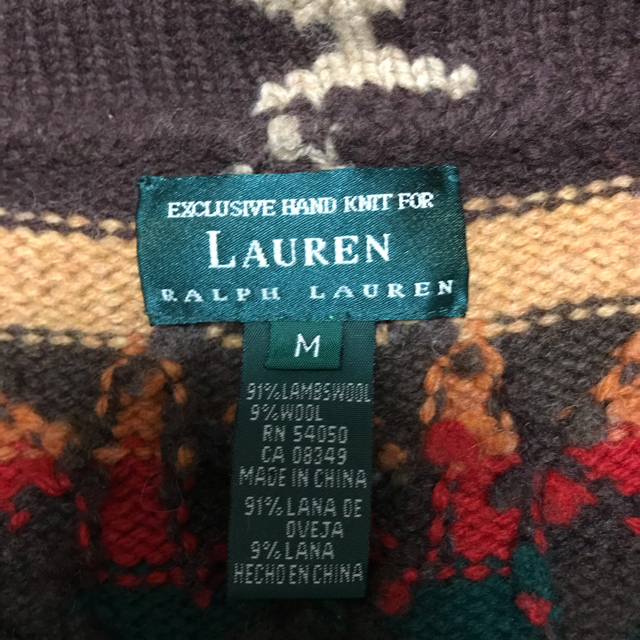 EXCLUSIVE HAND KNIT FOR
LAUREN
RALPH LAUREN
M
91%LAMBSWOOL
9%WOOL
RN 54050
CA 08349
MADE IN CHINA
91%LANA DE
OVEJA
9%LANA
HECHO EN CHINA